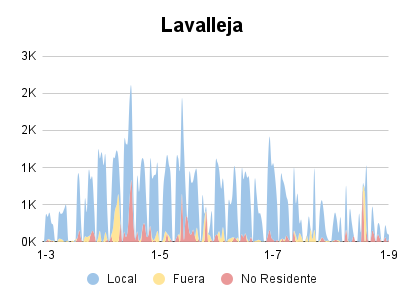 Lavalleja
3K
2K
2K
1K
1K
0K
1-3
1-5
1-7
1-9
Local
Fuera
No Residente